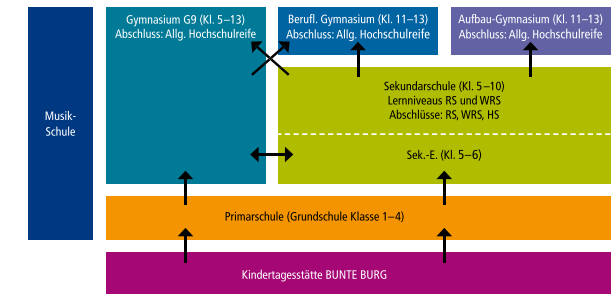 Musik-
Schule
Gymnasium G9 (Kl. 5–13)
Abschluss: Allg. Hochschulreife
Berufl. Gymnasium (Kl. 11–13)
Abschluss: Allg. Hochschulreife
Aufbau-Gymnasium (Kl. 11–13)
Abschluss: Allg. Hochschulreife
Sekundarschule (Kl. 5–10)
Lernniveaus RS und WRS
Abschlüsse: RS, WRS, HS
Sek.-E. (Kl. 5–6)
Primarschule (Grundschule Klasse 1–4)
Kindertagesstätte BUNTE BURG